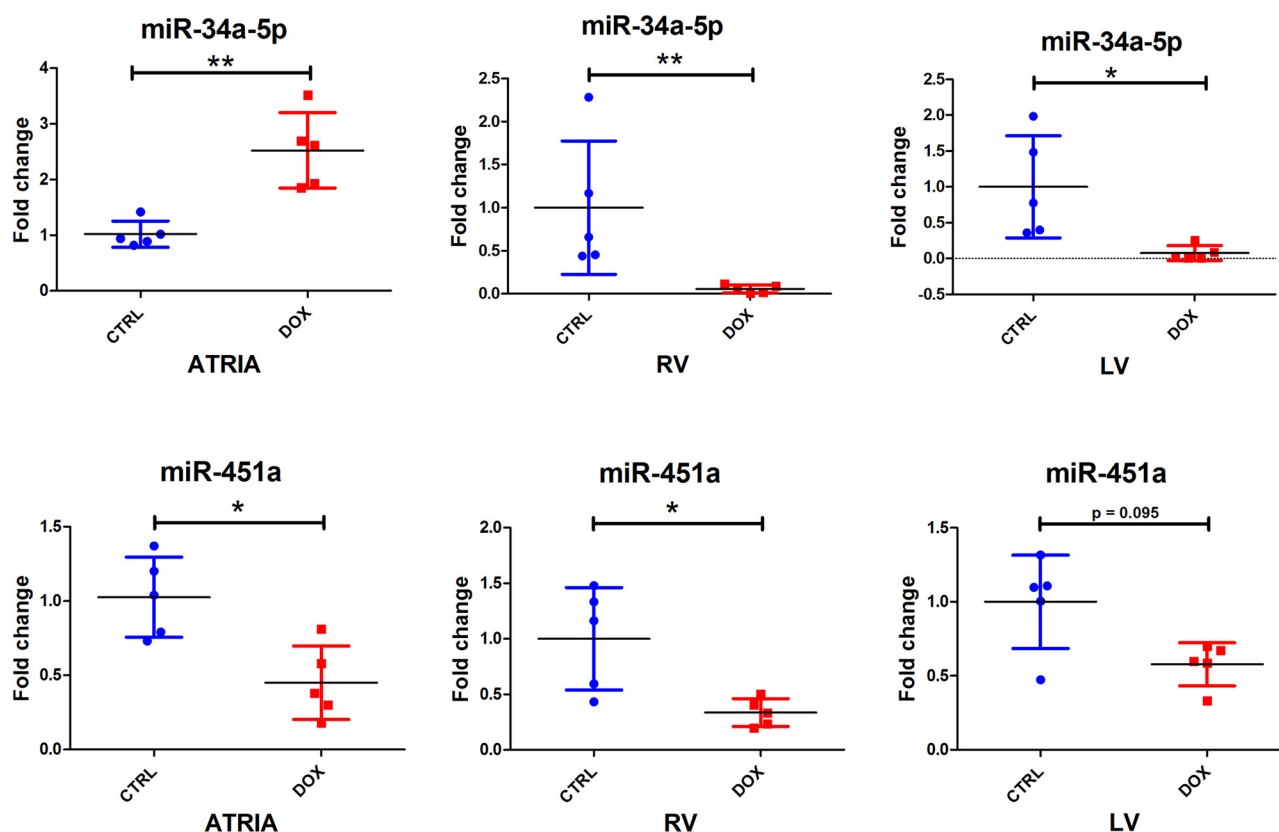 miR-34a-5p
**
Fold change
4
3
2
1
0
CTRL
DOX
ATRIA
miR-34a-5p
**
Fold change
2.5
2.0
1.5
1.0
0.5
0.0
CTRL
DOX
RV
miR-34a-5p
*
Fold change
2.5
2.0
1.5
1.0
0.5
0.0
-0.5
CTRL
DOX
LV
miR-451a
*
Fold change
1.5
1.0
0.5
0.0
CTRL
DOX
ATRIA
miR-451a
*
Fold change
2.0
1.5
1.0
0.5
0.0
CTRL
DOX
RV
miR-451a
p = 0.095
Fold change
1.5
1.0
0.5
0.0
CTRL
DOX
LV